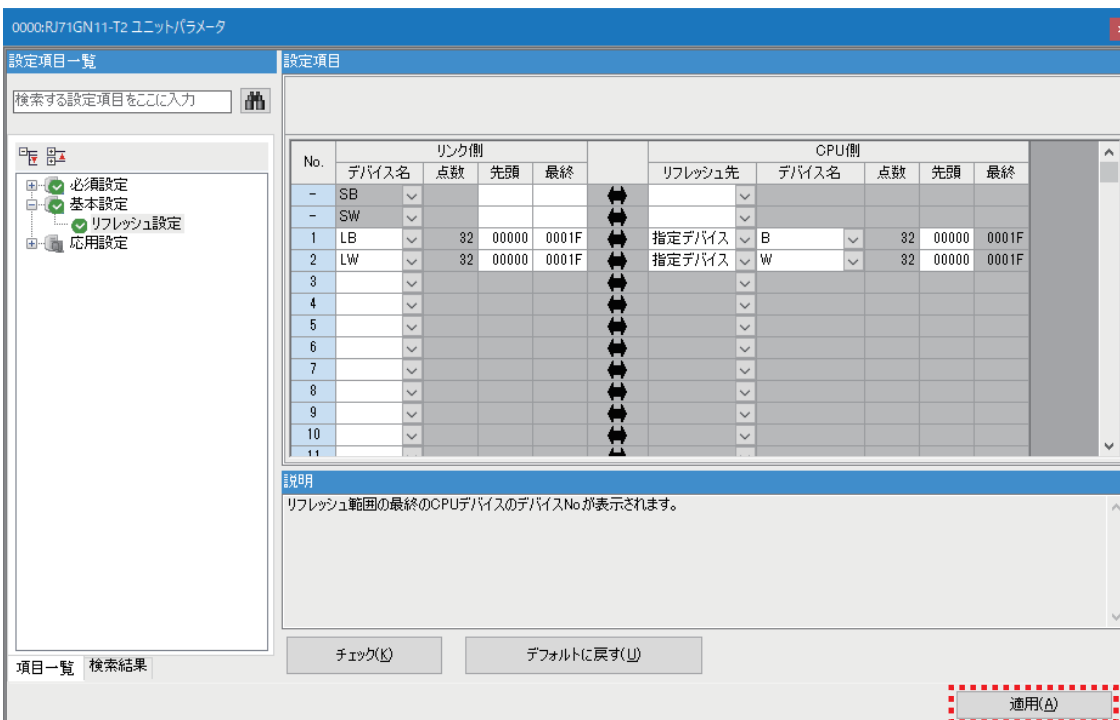 0000:RJ71GN11-T2 ユニットパラメータ
設定項目一覧
検索する設定項目をここに入力
必須設定
基本設定
リフレッシュ設定
応用設定
項目一覧 検索結果
設定項目
No. リンク側 CPU側
デバイス名 点数 先頭 最終 リフレッシュ先 デバイス名 点数 先頭 最終
- SB
- SW
1 LB 32 00000 0001F 指定デバイス B 32 00000 0001F
2 LW 32 00000 0001F 指定デバイス W 32 00000 0001F
3
4
5
6
7
8
9
10
11
説明
リフレッシュ範囲の最終のCPUデバイスのデバイスNo.が表示されます。
チェック(K) デフォルトに戻す(U)
適用(A)